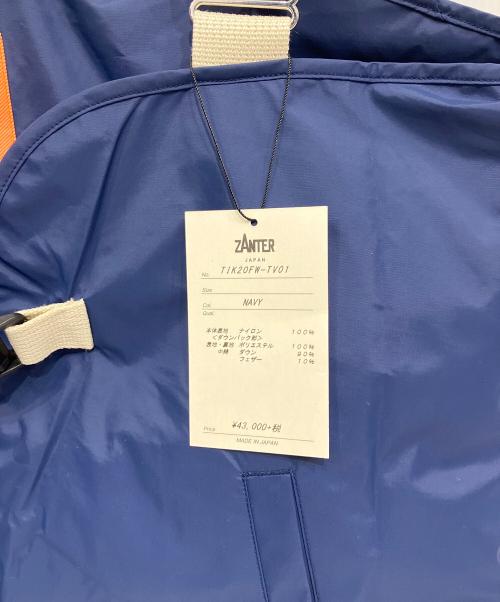 ZANTER
JAPAN
No. TIK20FW-TV01
Size
Col. NAVY
Qual.
本体表地 ナイロン 100%
<ダウンパック部>
表地・裏地 ポリエステル 100%
中綿 ダウン 90%
フェザー 10%
Price ¥43,000+税
MADE IN JAPAN